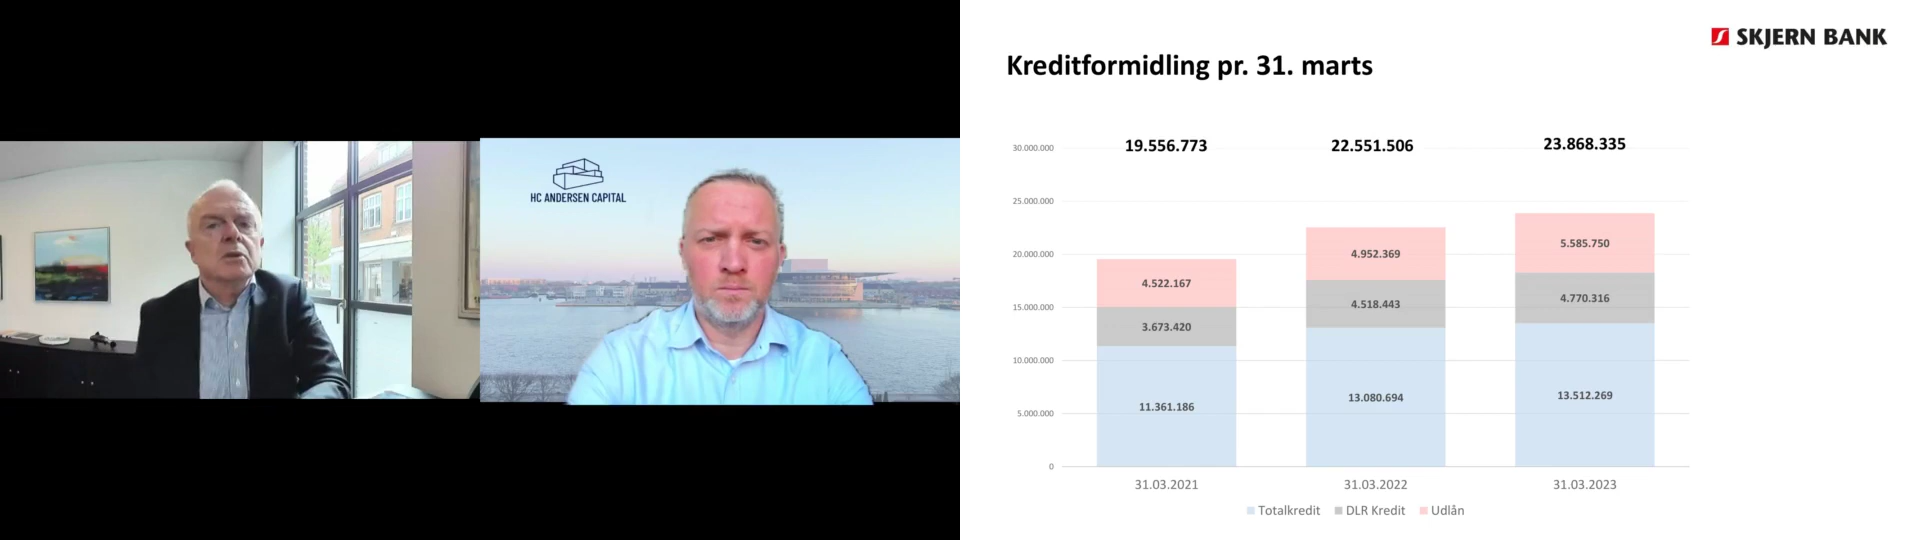 HC ANDERSEN CAPITAL
SKJERN BANK
Kreditformidling pr. 31. marts
19.556.773 22.551.506 23.868.335
30.000.000
25.000.000
20.000.000
15.000.000
10.000.000
5.000.000
0
4.522.167 4.952.369 5.585.750
3.673.420 4.518.443 4.770.316
11.361.186 13.080.694 13.512.269
31.03.2021 31.03.2022 31.03.2023
Totalkredit DLR Kredit Udlån